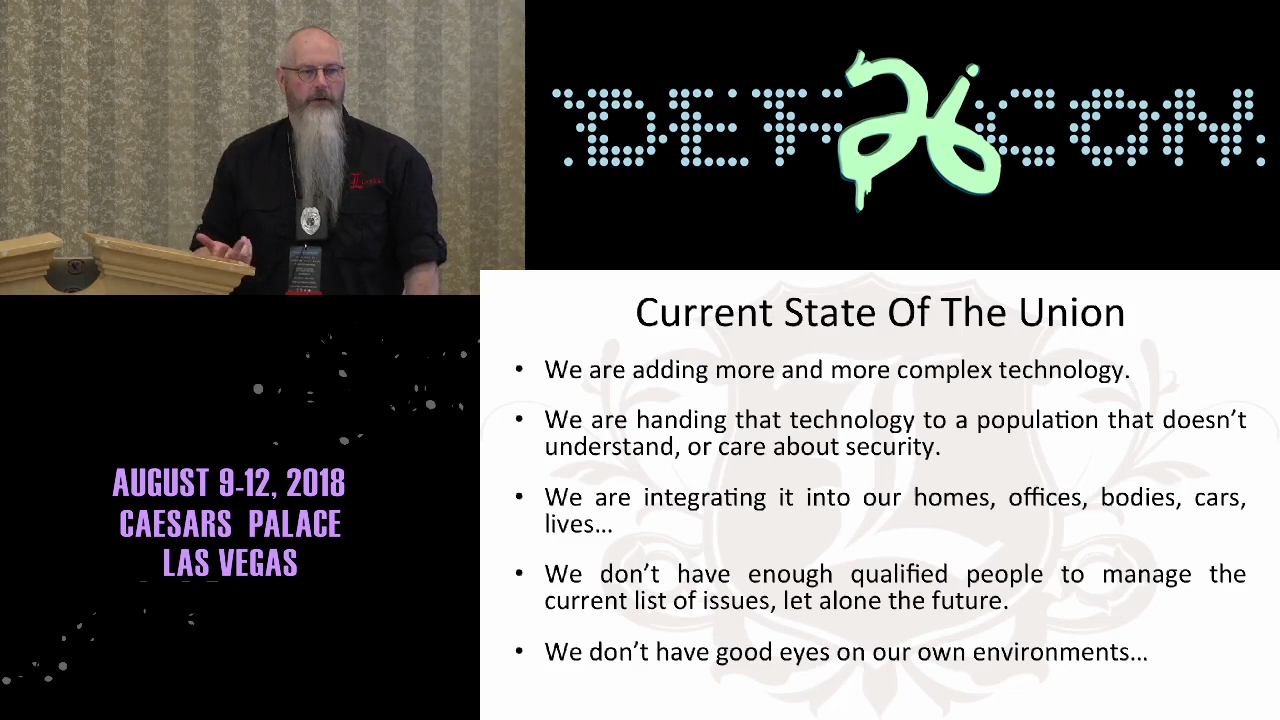 DEF 26 CON
Current State Of The Union
• We are adding more and more complex technology.
• We are handing that technology to a population that doesn't
understand, or care about security.
• We are integrating it into our homes, offices, bodies, cars,
lives...
• We don't have enough qualified people to manage the
current list of issues, let alone the future.
• We don't have good eyes on our own environments...
AUGUST 9-12, 2018
CAESARS PALACE
LAS VEGAS